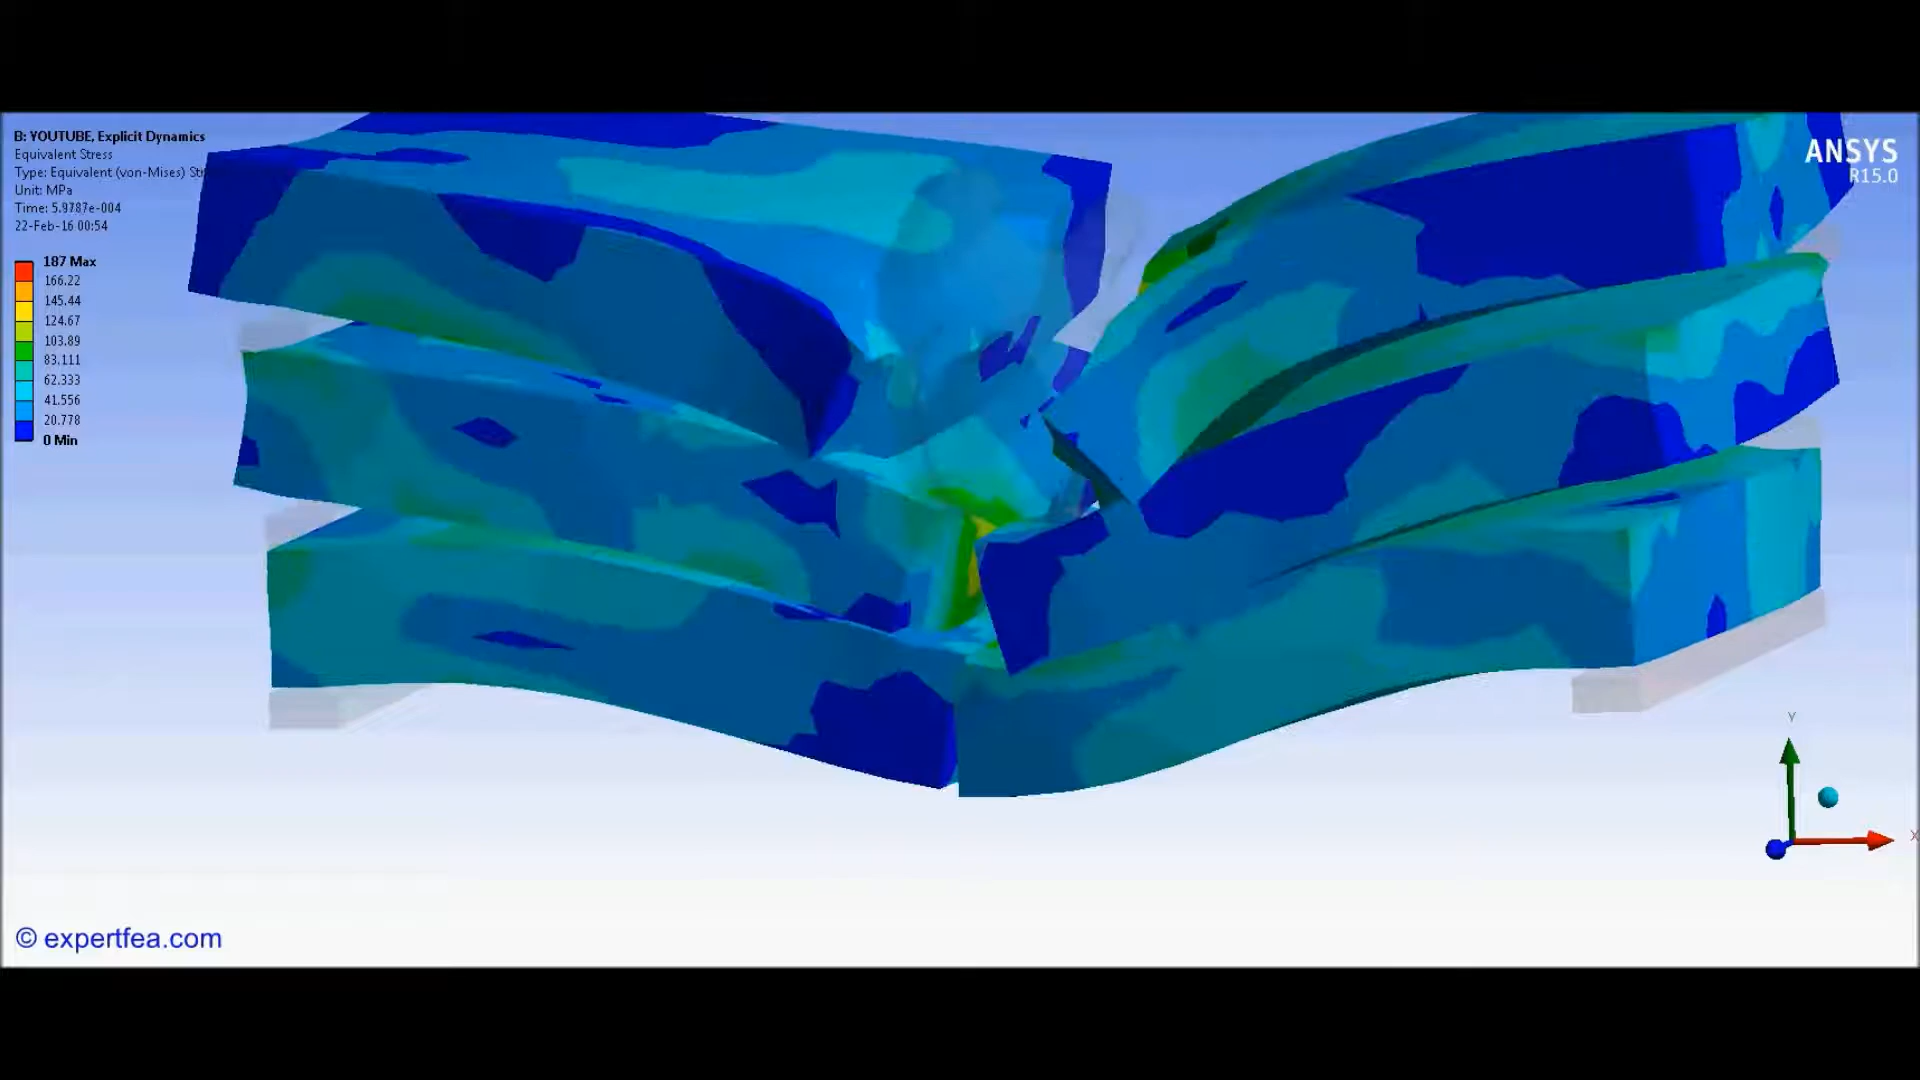 B: YOUTUBE, Explicit Dynamics
Equivalent Stress
Type: Equivalent (von-Mises)
Unit: MPa
Time: 5.9787e-004
22-Feb-16 00:54
187 Max
166.22
145.44
124.67
103.89
83.111
62.333
41.556
20.778
0 Min
ANSYS
R15.0
Y
X
© expertfea.com